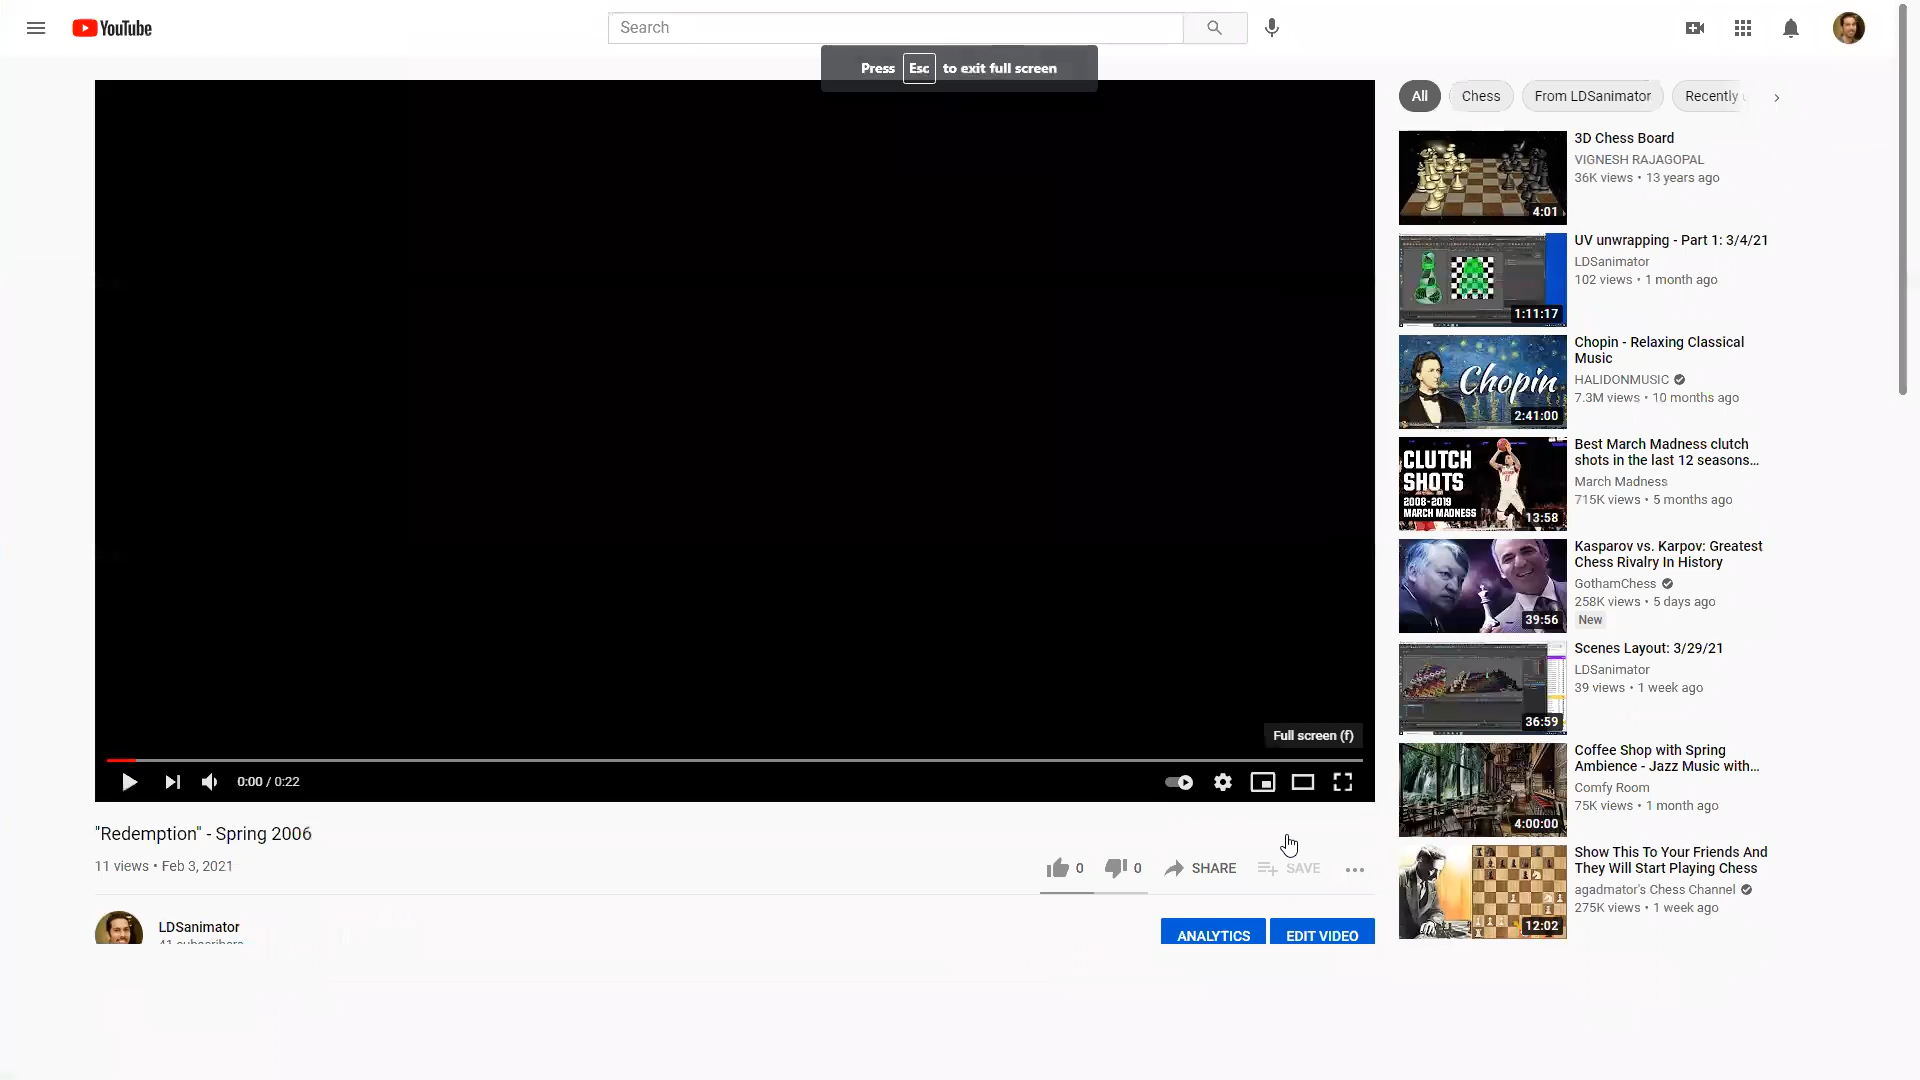 YouTube
Search
Press Esc to exit full screen
All
Chess
From LDSanimator
Recently
3D Chess Board
VIGNESH RAJAGOPAL
36K views • 13 years ago
4:01
UV unwrapping - Part 1: 3/4/21
LDSanimator
102 views • 1 month ago
1:11:17
Chopin - Relaxing Classical
Music
HALIDONMUSIC
7.3M views • 10 months ago
Chopin
2:41:00
Best March Madness clutch
shots in the last 12 seasons...
March Madness
715K views • 5 months ago
CLUTCH
SHOTS
2008-2019
MARCH MADNESS
13:58
Kasparov vs. Karpov: Greatest
Chess Rivalry In History
GothamChess
258K views • 5 days ago
New
39:56
Scenes Layout: 3/29/21
LDSanimator
39 views • 1 week ago
36:59
Coffee Shop with Spring
Ambience - Jazz Music with...
Comfy Room
75K views • 1 month ago
4:00:00
Show This To Your Friends And
They Will Start Playing Chess
agadmator's Chess Channel
275K views • 1 week ago
12:02
Full screen (f)
0:00 / 0:22
"Redemption" - Spring 2006
11 views • Feb 3, 2021
0
0
SHARE
SAVE
LDSanimator
41 subscribers
ANALYTICS
EDIT VIDEO